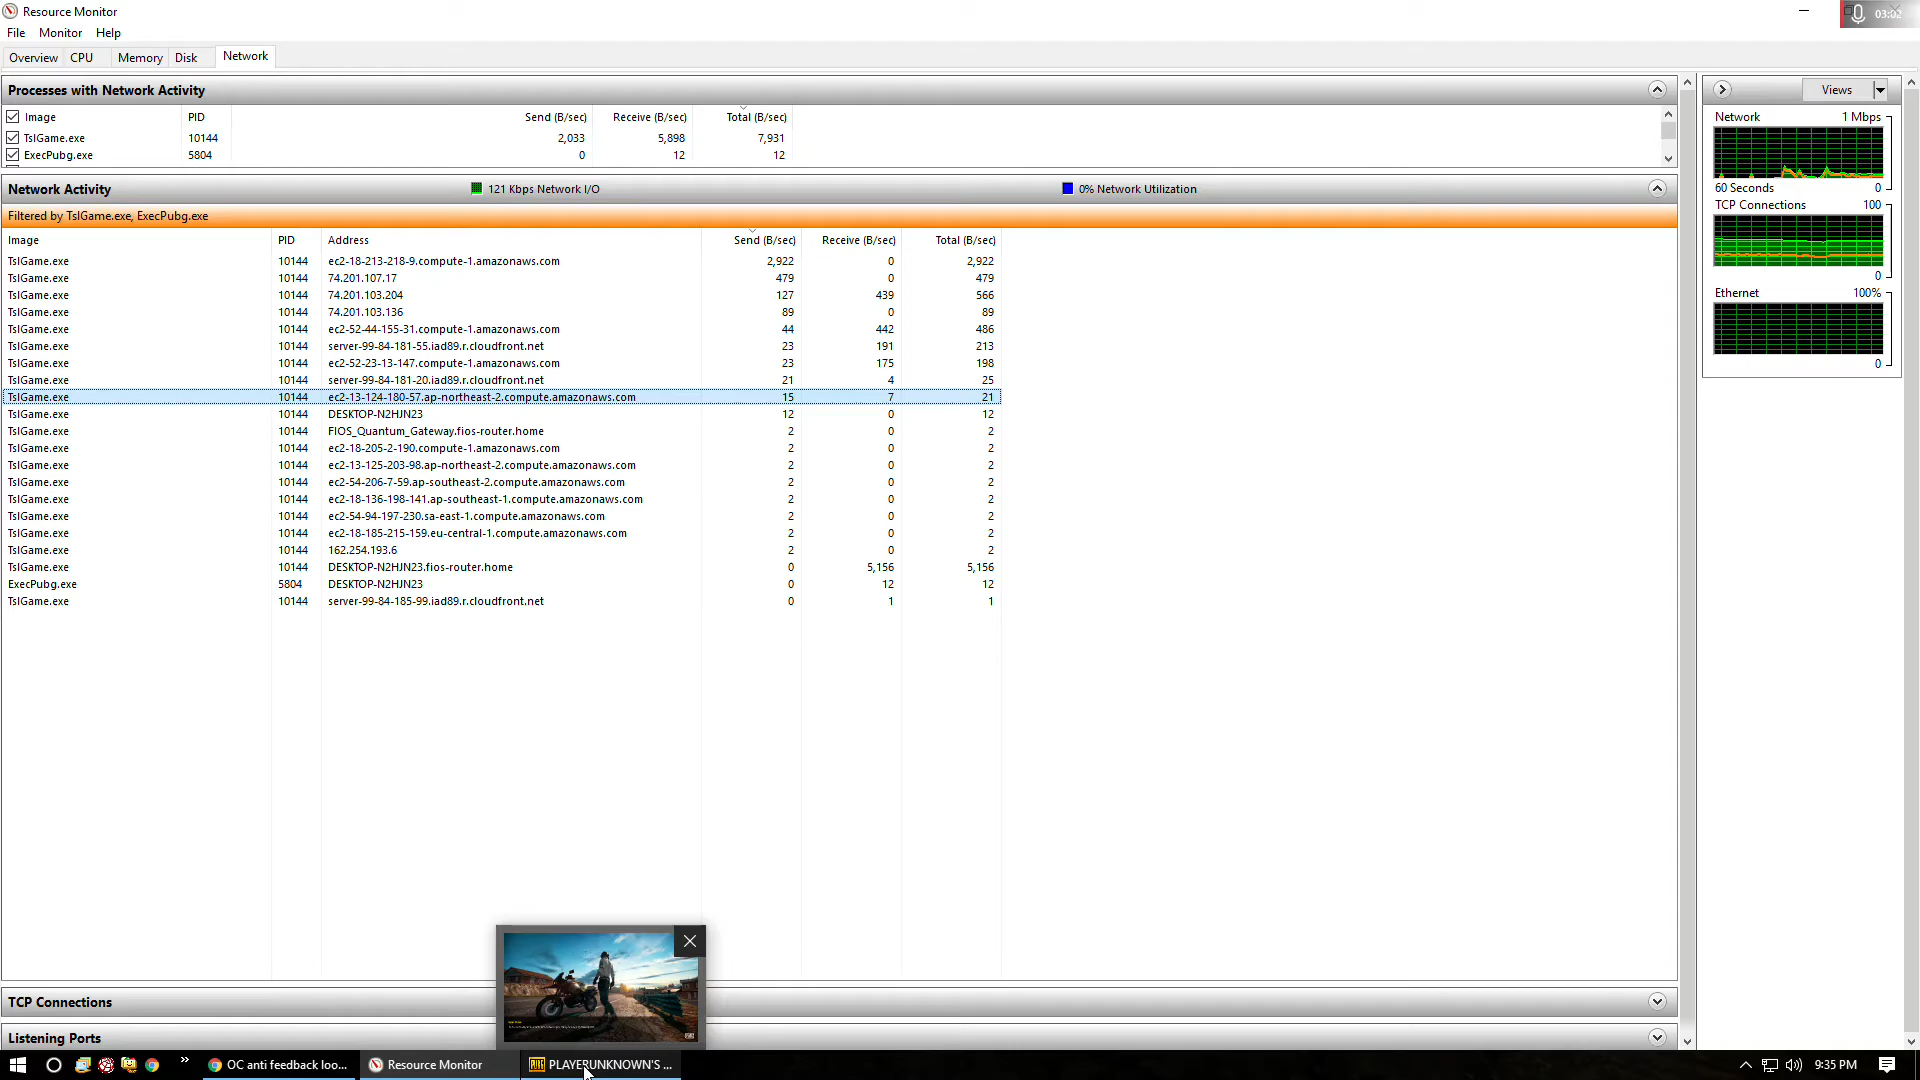 Resource Monitor
03:02
File Monitor Help
Overview CPU Memory Disk Network
Processes with Network Activity
Views
Image PID Send (B/sec) Receive (B/sec) Total (B/sec)
TslGame.exe 10144 2,033 5,898 7,931
ExecPubg.exe 5804 0 12 12
Network Activity 121 Kbps Network I/O 0% Network Utilization
Filtered by TslGame.exe, ExecPubg.exe
Image PID Address Send (B/sec) Receive (B/sec) Total (B/sec)
TslGame.exe 10144 ec2-18-213-218-9.compute-1.amazonaws.com 2,922 0 2,922
TslGame.exe 10144 74.201.107.17 479 0 479
TslGame.exe 10144 74.201.103.204 127 439 566
TslGame.exe 10144 74.201.103.136 89 0 89
TslGame.exe 10144 ec2-52-44-155-31.compute-1.amazonaws.com 44 442 486
TslGame.exe 10144 server-99-84-181-55.iad89.r.cloudfront.net 23 191 213
TslGame.exe 10144 ec2-52-23-13-147.compute-1.amazonaws.com 23 175 198
TslGame.exe 10144 server-99-84-181-20.iad89.r.cloudfront.net 21 4 25
TslGame.exe 10144 ec2-13-124-180-57.ap-northeast-2.compute.amazonaws.com 15 7 21
TslGame.exe 10144 DESKTOP-N2HJN23 12 0 12
TslGame.exe 10144 FIOS_Quantum_Gateway.fios-router.home 2 0 2
TslGame.exe 10144 ec2-18-205-2-190.compute-1.amazonaws.com 2 0 2
TslGame.exe 10144 ec2-13-125-203-98.ap-northeast-2.compute.amazonaws.com 2 0 2
TslGame.exe 10144 ec2-54-206-7-59.ap-southeast-2.compute.amazonaws.com 2 0 2
TslGame.exe 10144 ec2-18-136-198-141.ap-southeast-1.compute.amazonaws.com 2 0 2
TslGame.exe 10144 ec2-54-94-197-230.sa-east-1.compute.amazonaws.com 2 0 2
TslGame.exe 10144 ec2-18-185-215-159.eu-central-1.compute.amazonaws.com 2 0 2
TslGame.exe 10144 162.254.193.6 2 0 2
TslGame.exe 10144 DESKTOP-N2HJN23.fios-router.home 0 5,156 5,156
ExecPubg.exe 5804 DESKTOP-N2HJN23 0 12 12
TslGame.exe 10144 server-99-84-185-99.iad89.r.cloudfront.net 0 1 1
Network 1 Mbps
60 Seconds 0
TCP Connections 100
0
Ethernet 100%
0
TCP Connections
Listening Ports
OC anti feedback loo... Resource Monitor PLAYERUNKNOWN'S ... 9:35 PM